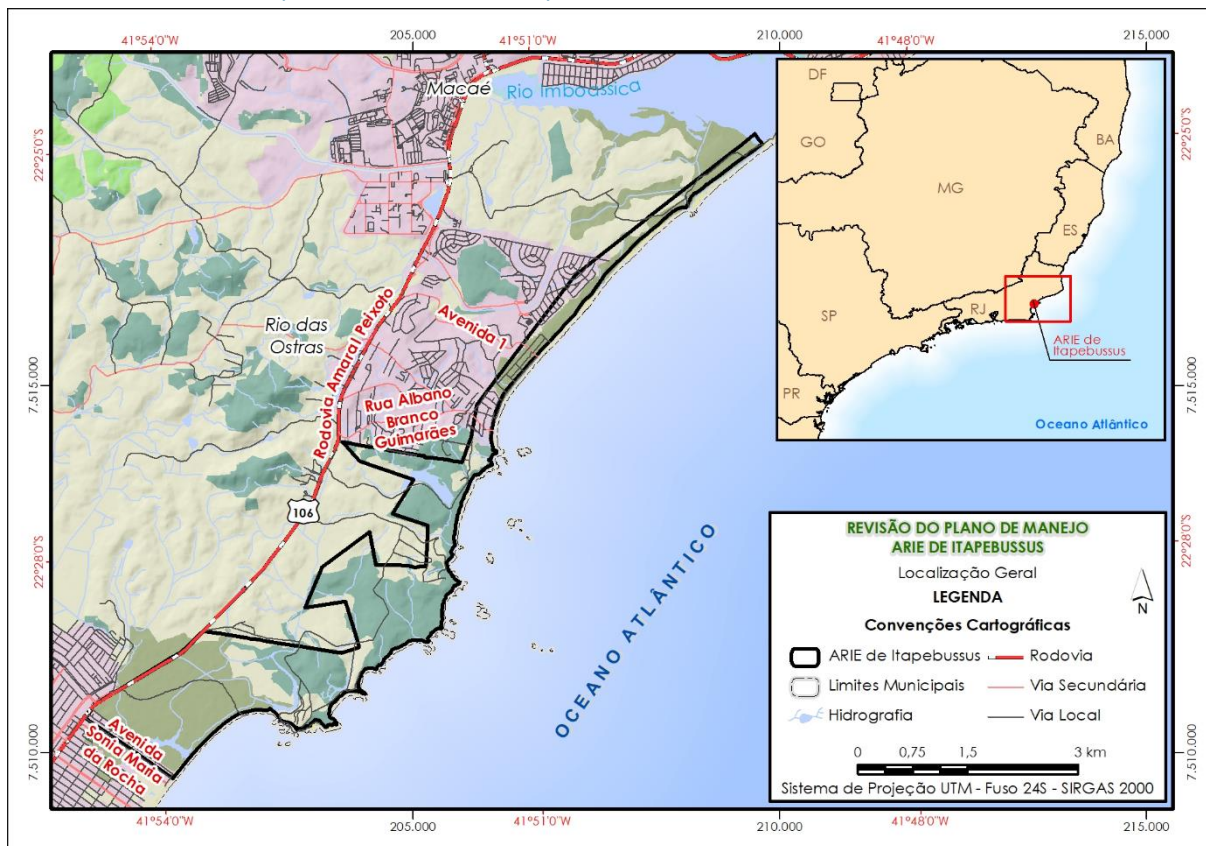 41°54'0"W
205.000
41°51'0"W
210.000
41°48'0"W
215.000
22°25'0"S
22°28'0"S
Macaé
Rio Imboassica
Rio das
Ostras
Rodovia Amaral Peixoto
Avenida 1
Rua Albano
Branco
Guimarães
106
Avenida
Sonia Maria
da Rocha
OCEANO ATLÂNTICO
DF
GO
BA
MG
ES
SP
RJ
PR
ARIE de
Itapebussus
Oceano Atlântico
22°25'0"S
7.515.000
7.515.000
22°28'0"S
7.510.000
7.510.000
REVISÃO DO PLANO DE MANEJO
ARIE DE ITAPEBUSSUS
Localização Geral
LEGENDA
N
Convenções Cartográficas
ARIE de Itapebussus
Rodovia
Limites Municipais
Via Secundária
Hidrografia
Via Local
0 0,75 1,5 3 km
Sistema de Projeção UTM - Fuso 24S - SIRGAS 2000
41°54'0"W
205.000
41°51'0"W
210.000
41°48'0"W
215.000